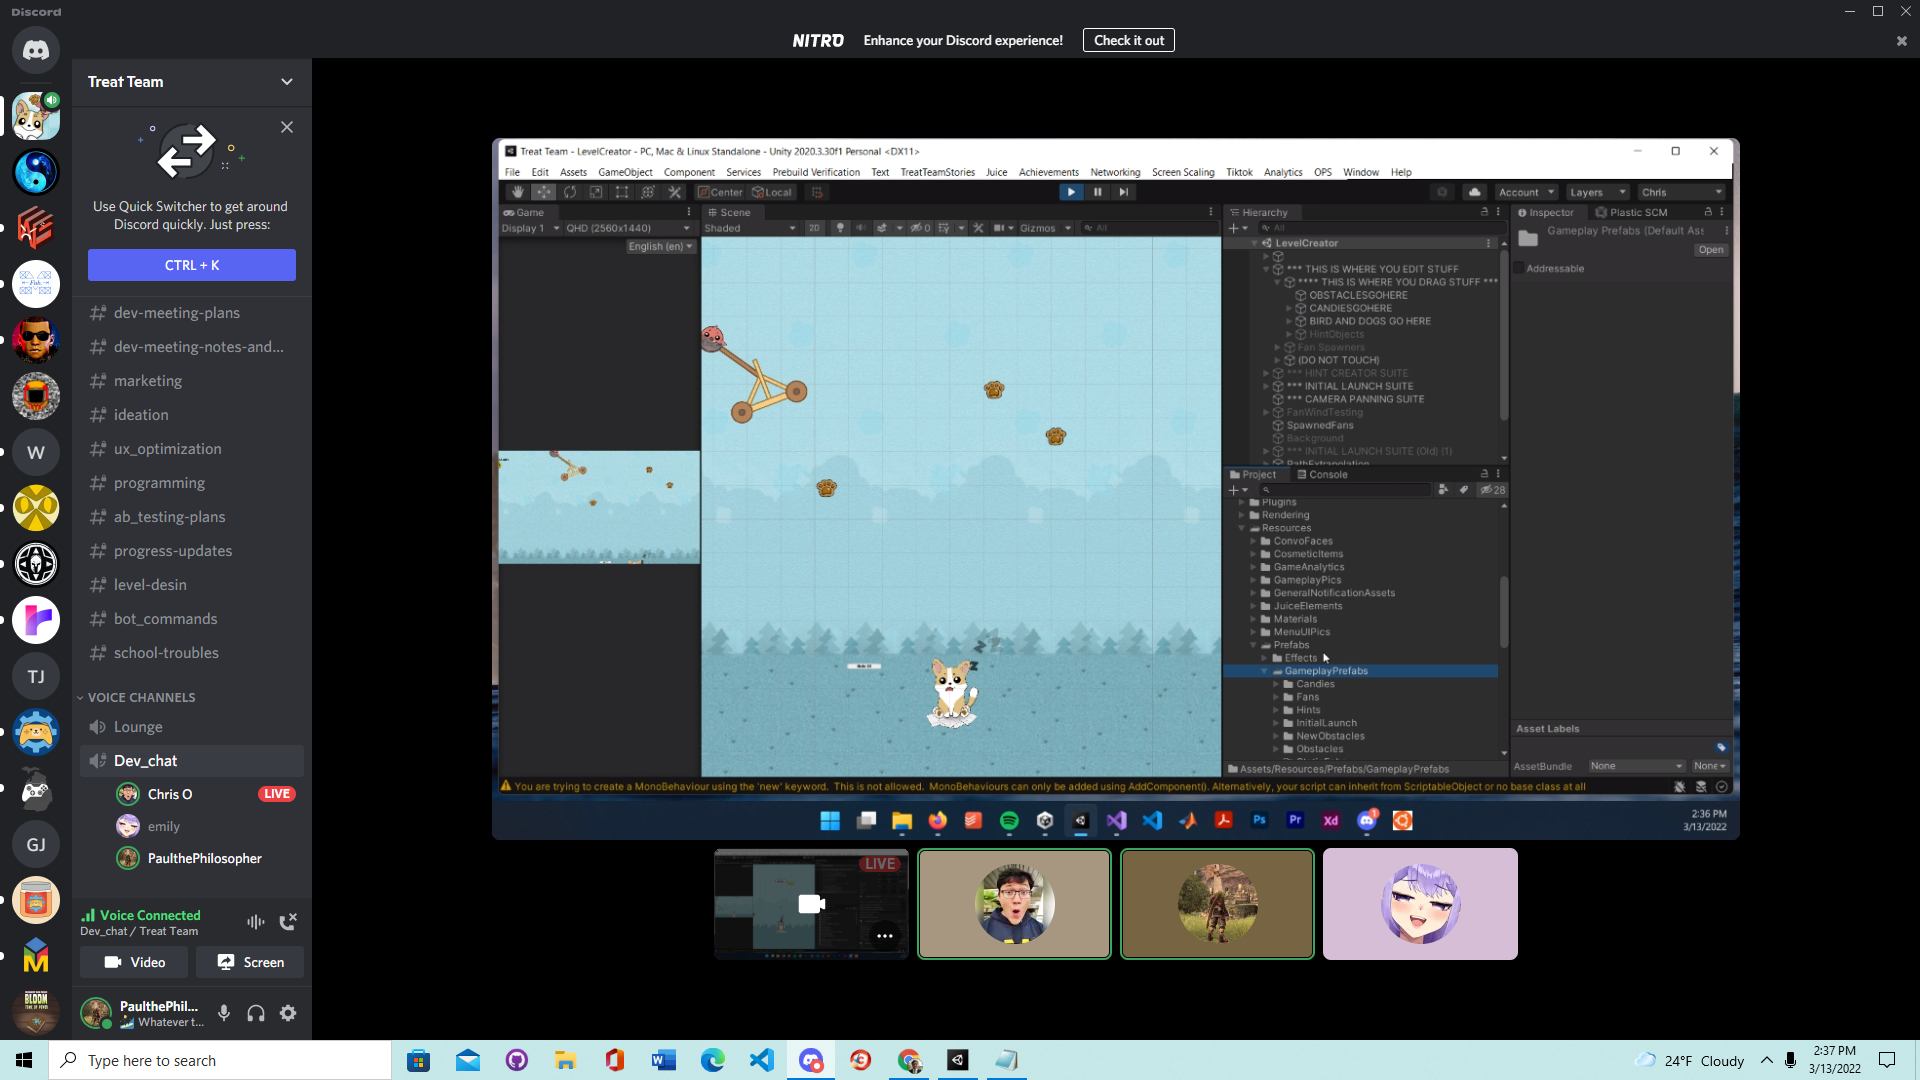 Discord
NITRO Enhance your Discord experience! Check it out
Treat Team
Use Quick Switcher to get around
Discord quickly. Just press:
CTRL + K
dev-meeting-plans
dev-meeting-notes-and...
marketing
ideation
ux_optimization
programming
ab_testing-plans
progress-updates
level-desin
bot_commands
school-troubles
VOICE CHANNELS
Lounge
Dev_chat
Chris O LIVE
emily
PaulthePhilosopher
Voice Connected
Dev_chat / Treat Team
Video Screen
PaulthePhil...
Whatever t...
W
TJ
GJ
BLOOM
Treat Team - LevelCreator - PC, Mac & Linux Standalone - Unity 2020.3.30f1 Personal <DX11>
File Edit Assets GameObject Component Services Prebuild Verification Text TreatTeamStories Juice Achievements Networking Screen Scaling Tiktok Analytics OPS Window Help
Center Local Account Layers Chris
Game
Display 1 QHD (2560x1440)
English (en)
Scene
Shaded 2D 0 Gizmos All
Hierarchy
All
LevelCreator
*** THIS IS WHERE YOU EDIT STUFF
**** THIS IS WHERE YOU DRAG STUFF ***
OBSTACLESGOHERE
CANDIESGOHERE
BIRD AND DOGS GO HERE
HintObjects
Fan Spawners
(DO NOT TOUCH)
*** HINT CREATOR SUITE
*** INITIAL LAUNCH SUITE
*** CAMERA PANNING SUITE
FanWindTesting
SpawnedFans
Background
*** INITIAL LAUNCH SUITE (Old) (1)
PathExtrapolation
Project Console
28
Plugins
Rendering
Resources
ConvoFaces
CosmeticItems
GameAnalytics
GameplayPics
GeneralNotificationAssets
JuiceElements
Materials
MenuUIPics
Prefabs
Effects
GameplayPrefabs
Candies
Fans
Hints
InitialLaunch
NewObstacles
Obstacles
Assets/Resources/Prefabs/GameplayPrefabs
Inspector Plastic SCM
Gameplay Prefabs (Default Ass
Open
Addressable
Asset Labels
AssetBundle None None
You are trying to create a MonoBehaviour using the 'new' keyword. This is not allowed. MonoBehaviours can only be added using AddComponent(). Alternatively, your script can inherit from ScriptableObject or no base class at all
Ps Pr Xd 1
2:36 PM
3/13/2022
LIVE
Type here to search
24°F Cloudy
2:37 PM
3/13/2022